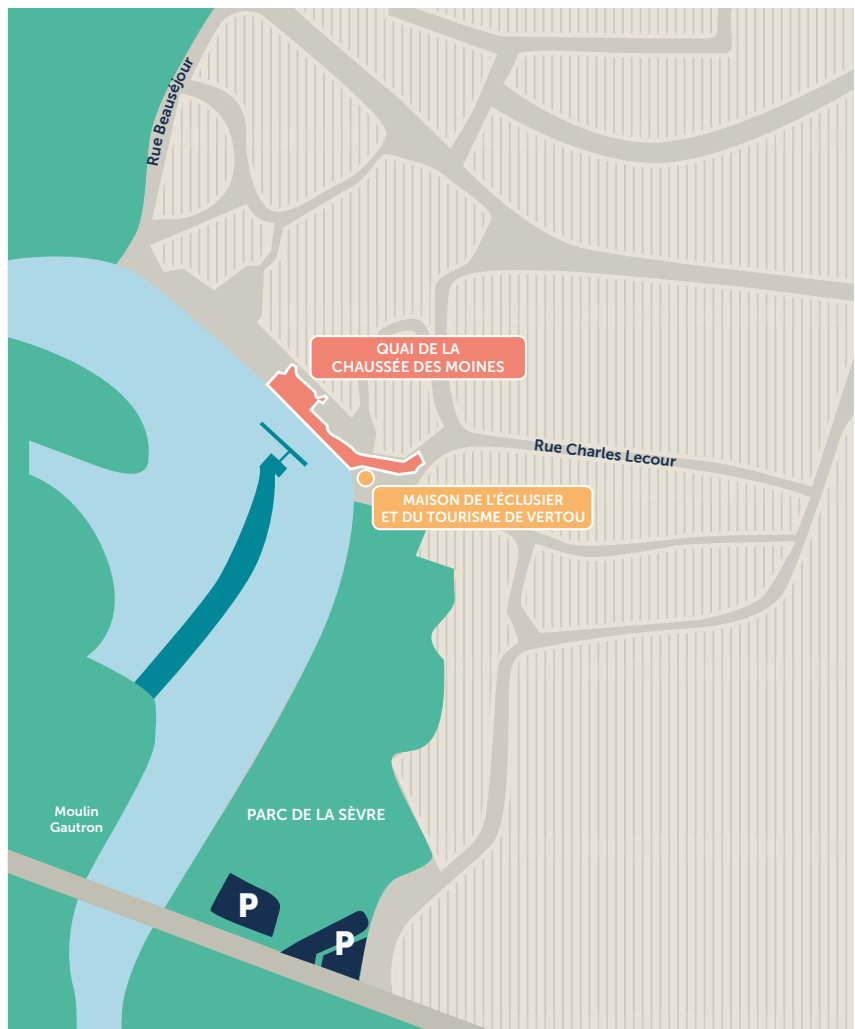 Rue Beauséjour
QUAI DE LA
CHAUSSÉE DES MOINES
Rue Charles Lecour
MAISON DE L'ÉCLUSIER
ET DU TOURISME DE VERTOU
Moulin
Gautron
PARC DE LA SÈVRE
P
P